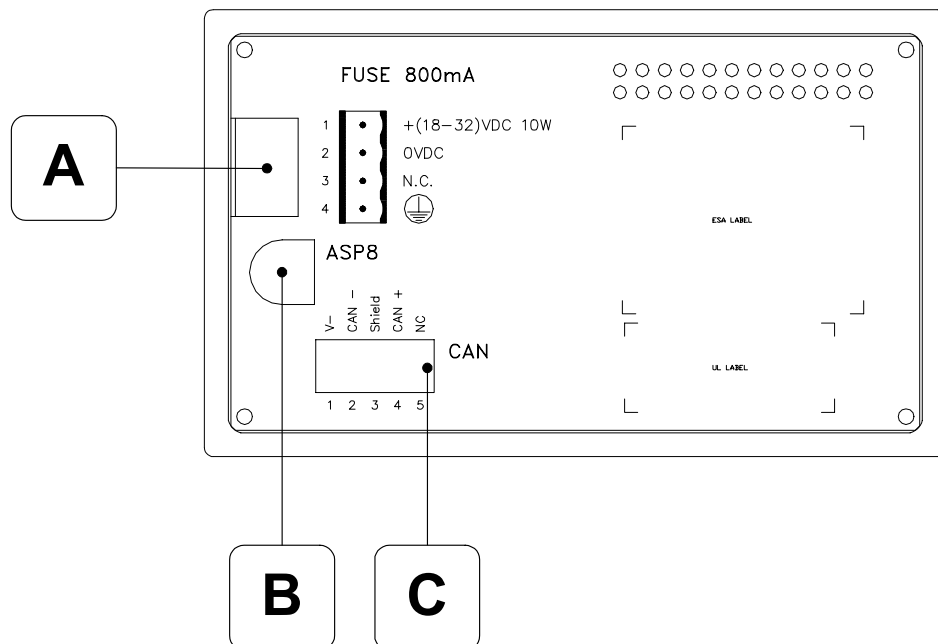 FUSE 800mA
1 +(18-32)VDC 10W
2 0VDC
3 N.C.
4
A
ESA LABEL
ASP8
V-
CAN -
Shield
CAN +
NC
CAN
UL LABEL
1 2 3 4 5
B C